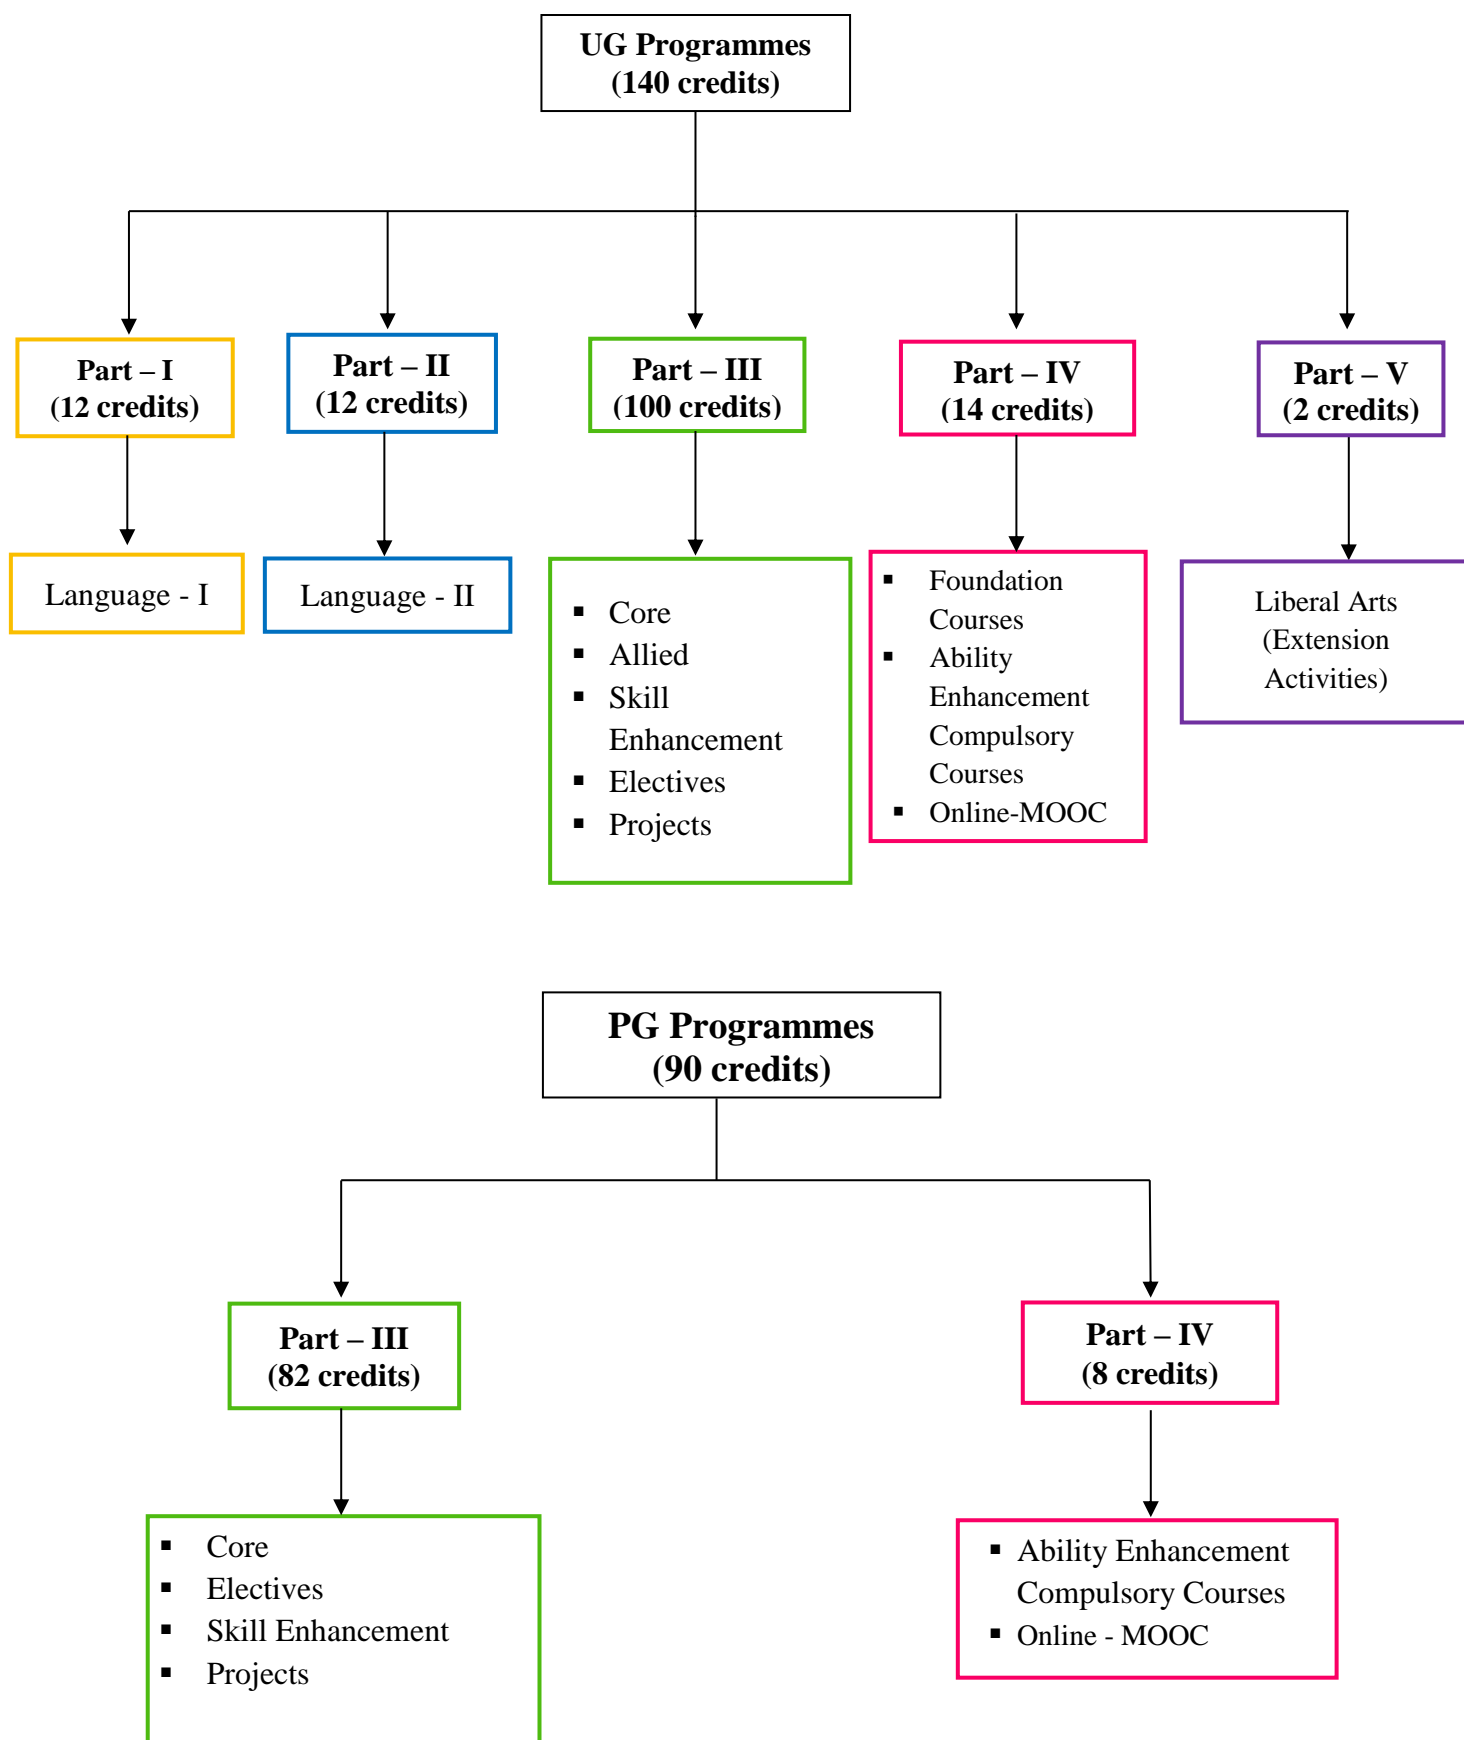 UG Programmes
(140 credits)
Part – I
(12 credits)
Part – II
(12 credits)
Part – III
(100 credits)
Part – IV
(14 credits)
Part – V
(2 credits)
Language - I
Language - II
▪ Core
▪ Allied
▪ Skill
Enhancement
▪ Electives
▪ Projects
▪ Foundation
Courses
▪ Ability
Enhancement
Compulsory
Courses
▪ Online-MOOC
Liberal Arts
(Extension
Activities)
PG Programmes
(90 credits)
Part – III
(82 credits)
Part – IV
(8 credits)
▪ Core
▪ Electives
▪ Skill Enhancement
▪ Projects
▪ Ability Enhancement
Compulsory Courses
▪ Online - MOOC